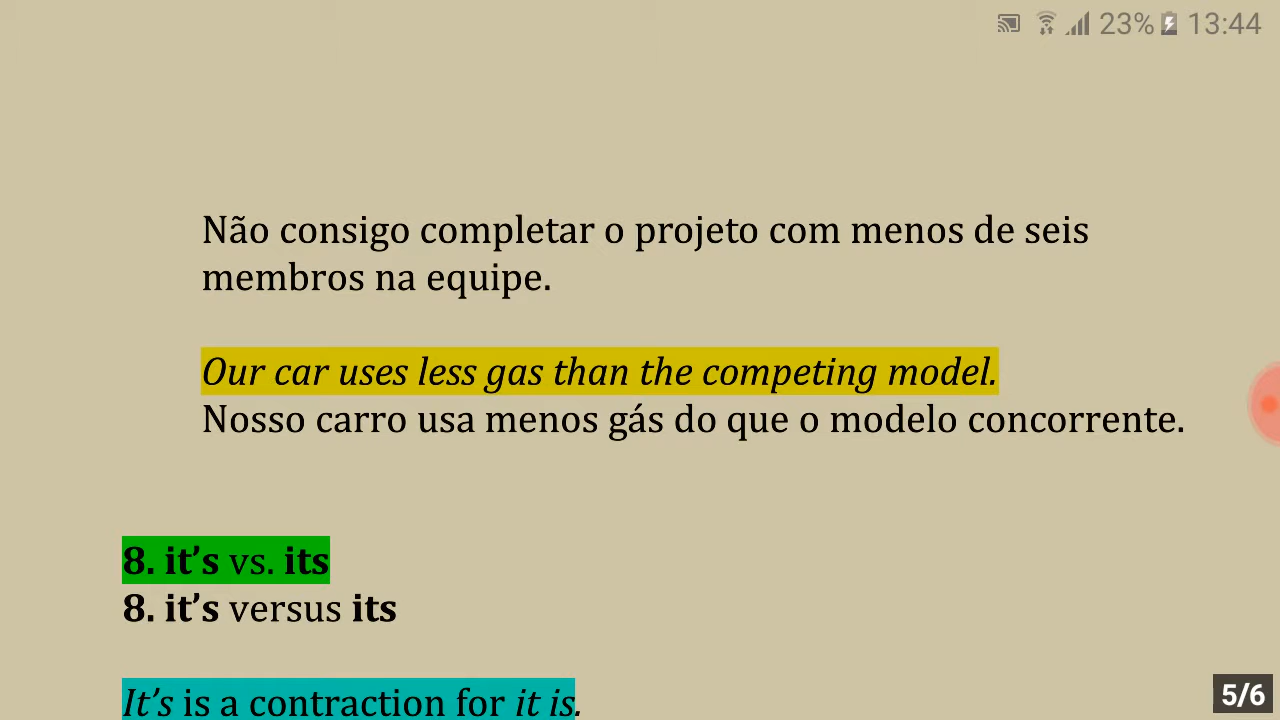 23% 13:44
Não consigo completar o projeto com menos de seis
membros na equipe.
Our car uses less gas than the competing model.
Nosso carro usa menos gás do que o modelo concorrente.
8. it’s vs. its
8. it’s versus its
It’s is a contraction for it is.
5/6